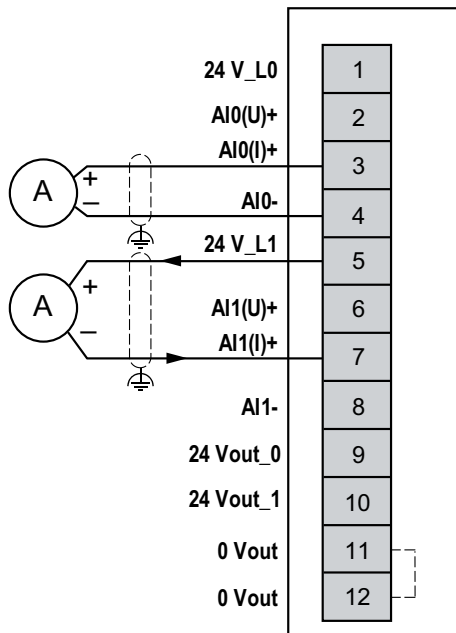 24 V_L0 1
AI0(U)+ 2
AI0(I)+ 3
A + −
AI0- 4
24 V_L1 5
A + −
AI1(U)+ 6
AI1(I)+ 7
AI1- 8
24 Vout_0 9
24 Vout_1 10
0 Vout 11
0 Vout 12